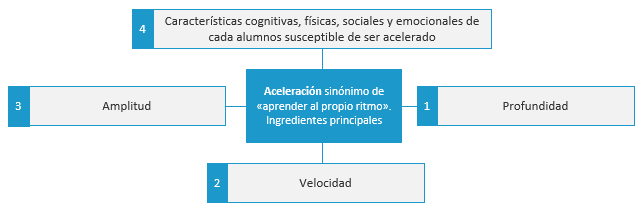 4
Características cognitivas, físicas, sociales y emocionales de
cada alumnos susceptible de ser acelerado
3
Amplitud
Aceleración sinónimo de
«aprender al propio ritmo».
Ingredientes principales
1
Profundidad
2
Velocidad